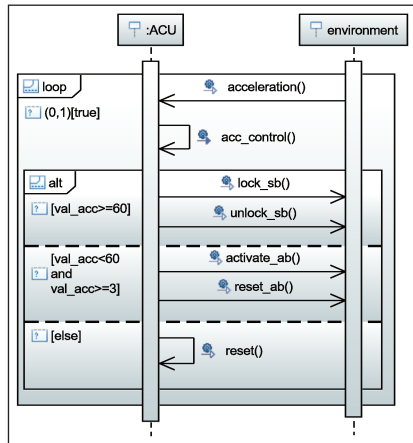 :ACU
environment
loop
acceleration()
(0,1)[true]
acc_control()
alt
lock_sb()
[val_acc>=60]
unlock_sb()
[val_acc<60
and
val_acc>=3]
activate_ab()
reset_ab()
[else]
reset()